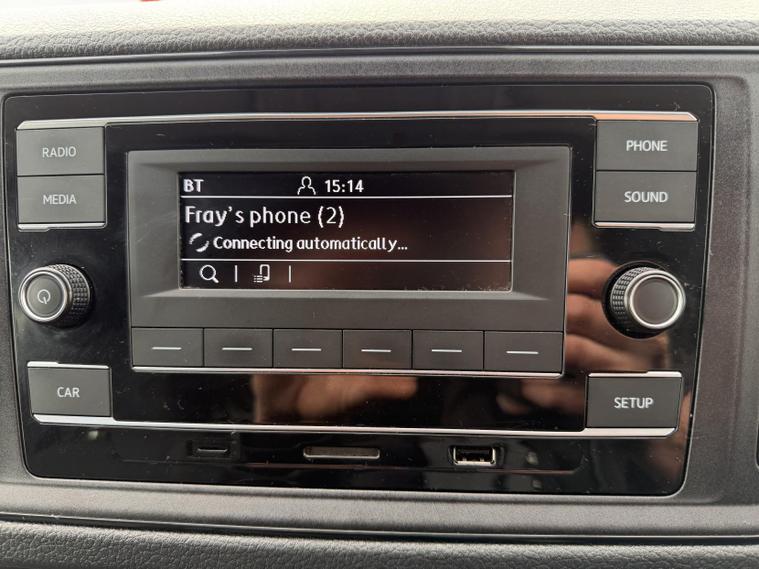 RADIO
MEDIA
BT 15:14
Fray's phone (2)
Connecting automatically...
PHONE
SOUND
CAR
SETUP